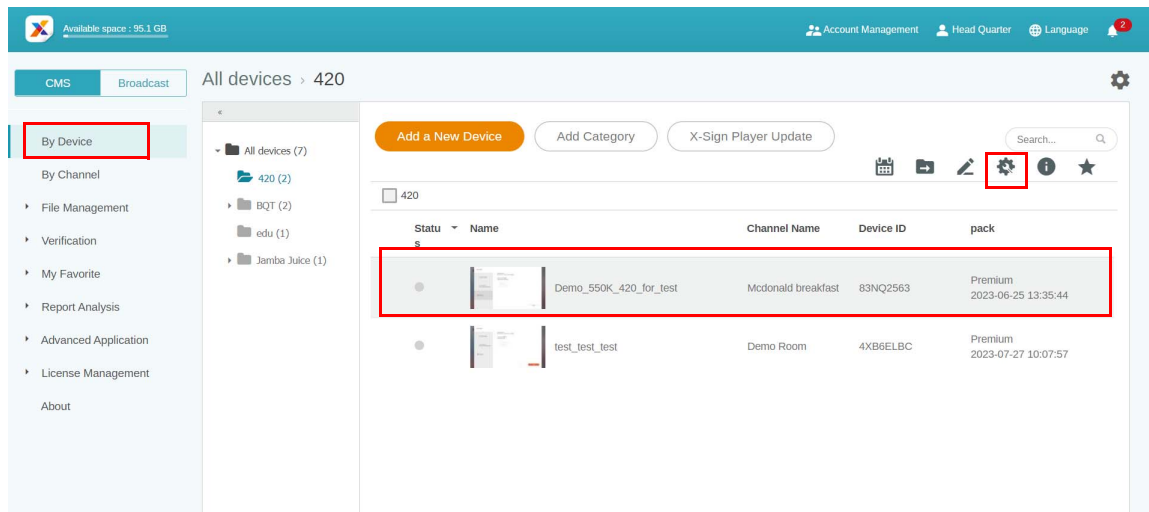 Available space : 95.1 GB
Account Management
Head Quarter
Language
2
CMS
Broadcast
All devices › 420
«
By Device
By Channel
File Management
Verification
My Favorite
Report Analysis
Advanced Application
License Management
About
All devices (7)
420 (2)
BQT (2)
edu (1)
Jamba Juice (1)
Add a New Device
Add Category
X-Sign Player Update
Search...
420
Statu
s
Name
Channel Name
Device ID
pack
Demo_550K_420_for_test
Mcdonald breakfast
83NQ2563
Premium
2023-06-25 13:35:44
test_test_test
Demo Room
4XB6ELBC
Premium
2023-07-27 10:07:57